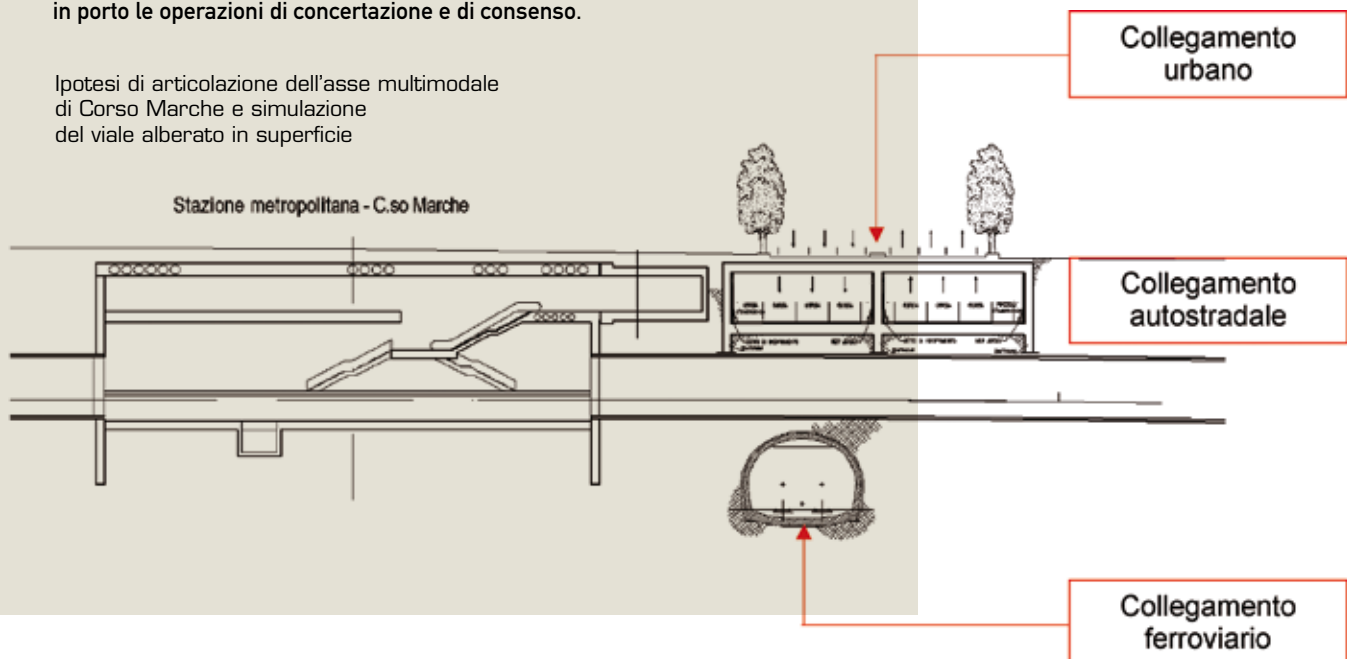 in porto le operazioni di concertazione e di consenso.
Ipotesi di articolazione dell'asse multimodale
di Corso Marche e simulazione
del viale alberato in superficie
Stazione metropolitana - C.so Marche
Collegamento
urbano
Collegamento
autostradale
Collegamento
ferroviario